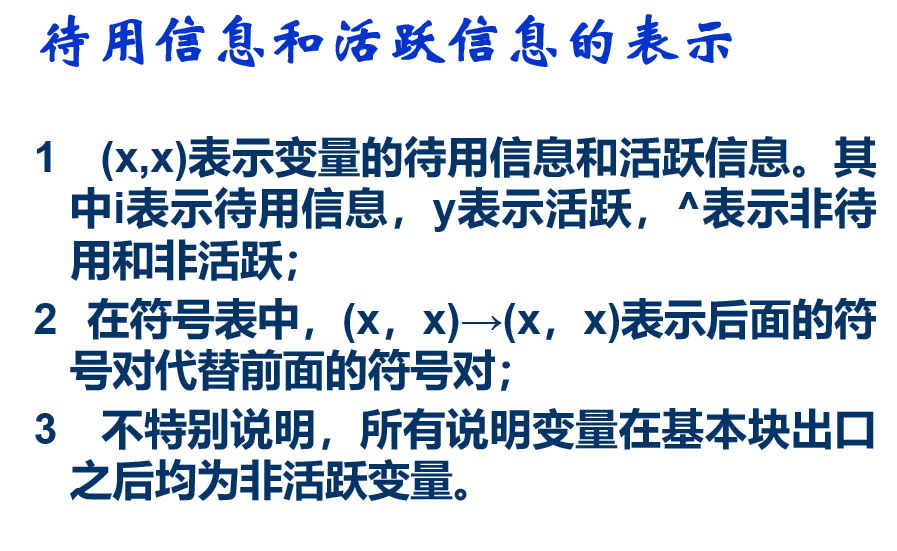 待用信息和活跃信息的表示
1 (x,x)表示变量的待用信息和活跃信息。其
中i表示待用信息，y表示活跃，^表示非待
用和非活跃；
2 在符号表中，(x，x)→(x，x)表示后面的符
号对代替前面的符号对；
3 不特别说明，所有说明变量在基本块出口
之后均为非活跃变量。